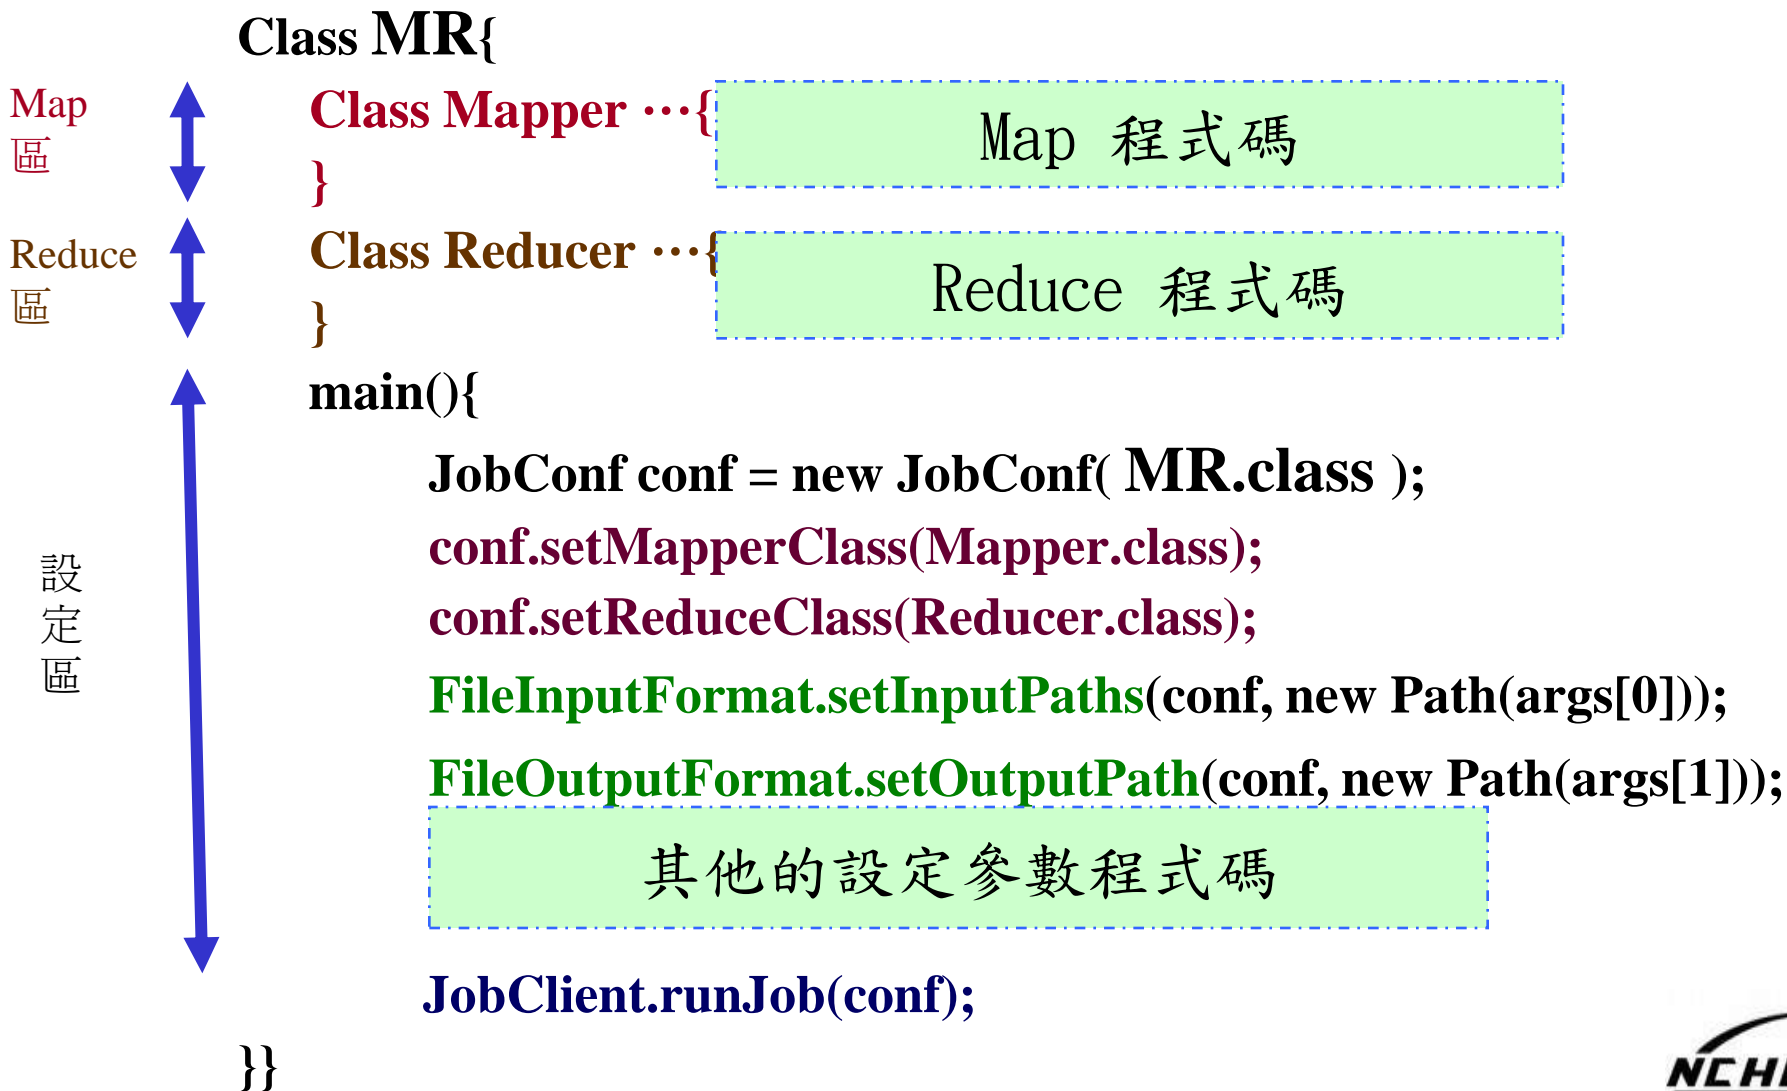 Class MR{
Map
區
Class Mapper ⋯{
Map 程式碼
}
Reduce
區
Class Reducer ⋯{
Reduce 程式碼
}
main(){
設
定
區
JobConf conf = new JobConf( MR.class );
conf.setMapperClass(Mapper.class);
conf.setReduceClass(Reducer.class);
FileInputFormat.setInputPaths(conf, new Path(args[0]));
FileOutputFormat.setOutputPath(conf, new Path(args[1]));
其他的設定參數程式碼
JobClient.runJob(conf);
}}